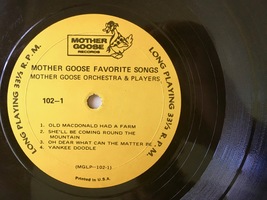 MOTHER
GOOSE
RECORDS
MOTHER GOOSE FAVORITE SONGS
MOTHER GOOSE ORCHESTRA & PLAYERS
102-1
1. OLD MACDONALD HAD A FARM
2. SHE'LL BE COMING ROUND THE
MOUNTAIN
3. OH DEAR WHAT CAN THE MATTER BE
4. YANKEE DOODLE
(MGLP-102-1)
Printed in U.S.A.
LONG PLAYING 33⅓ R.P.M.
LONG PLAYING 33⅓ R.P.M.